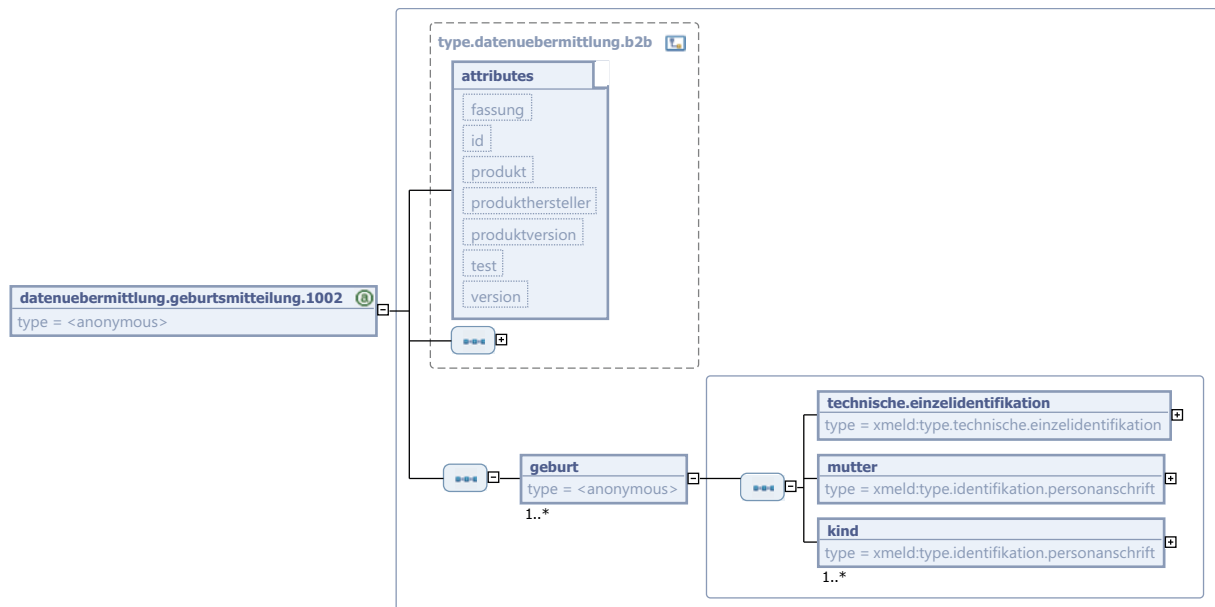 type.datenuebermittlung.b2b
attributes
fassung
id
produkt
produkthersteller
produktversion
test
version
datenuebermittlung.geburtsmitteilung.1002 a
type = <anonymous>
geburt
type = <anonymous>
1..*
technische.einzelidentifikation
type = xmeld:type.technische.einzelidentifikation
mutter
type = xmeld:type.identifikation.personanschrift
kind
type = xmeld:type.identifikation.personanschrift
1..*